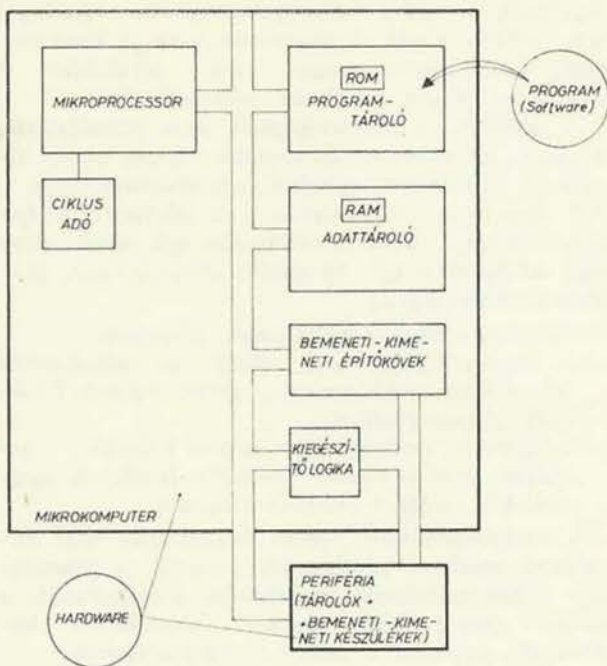 MIKROPROCESSOR
CIKLUS
ADÓ
ROM
PROGRAM-
TÁROLÓ
PROGRAM
(Software)
RAM
ADATTÁROLÓ
BEMENETI-KIME-
NETI ÉPÍTŐKÖVEK
KIEGÉSZÍ-
TŐ LOGIKA
MIKROKOMPUTER
HARDWARE
PERIFÉRIA
(TÁROLÓK +
+BEMENETI-KIME-
NETI KÉSZÜLÉKEK)